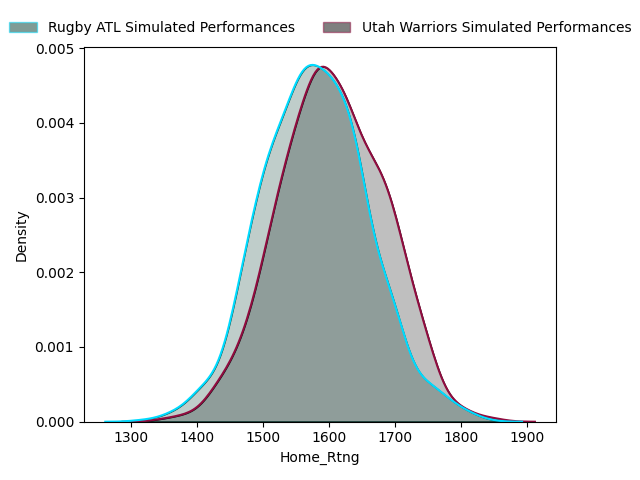 Rugby ATL Simulated Performances
Utah Warriors Simulated Performances
0.005
0.004
0.003
0.002
0.001
0.000
Density
1300 1400 1500 1600 1700 1800 1900
Home_Rtng